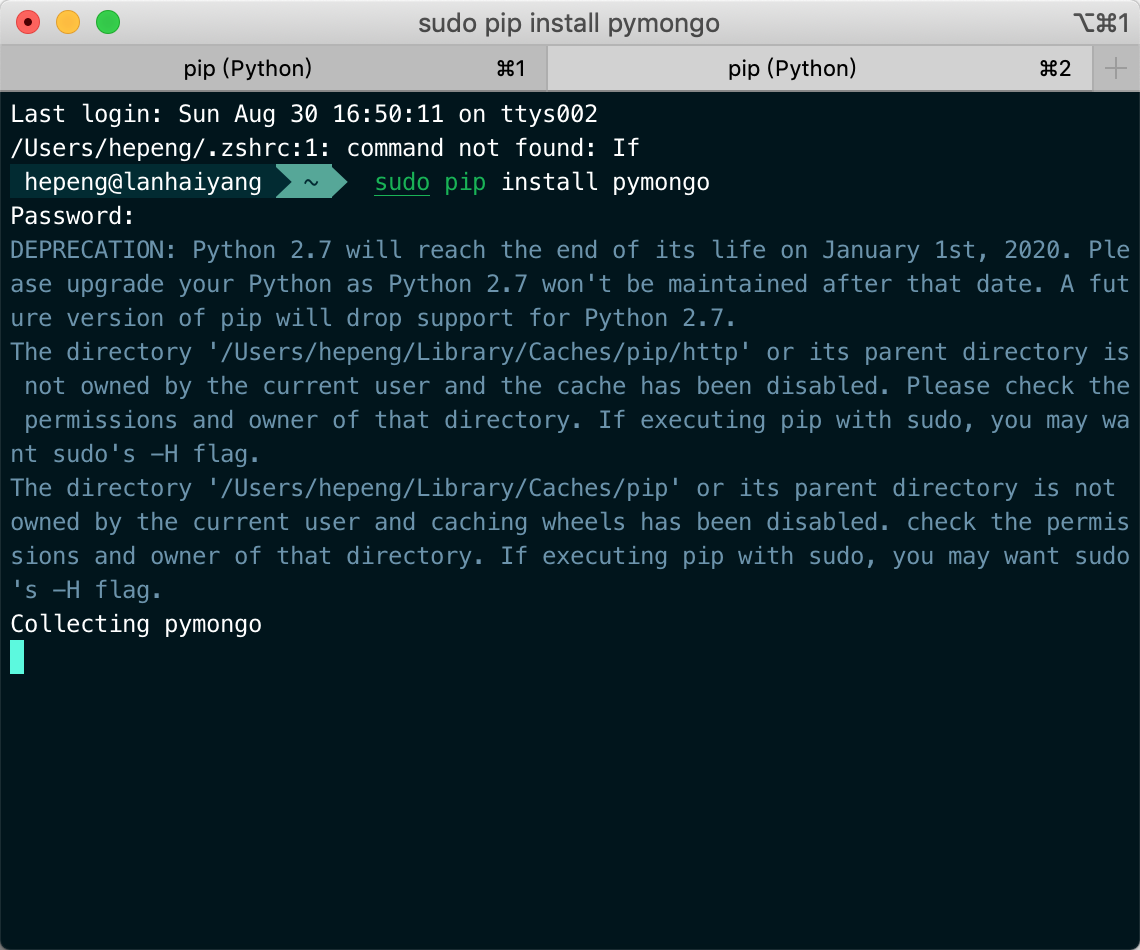 sudo pip install pymongo ⌥⌘1
pip (Python) ⌘1 pip (Python) ⌘2
Last login: Sun Aug 30 16:50:11 on ttys002
/Users/hepeng/.zshrc:1: command not found: If
hepeng@lanhaiyang ~ sudo pip install pymongo
Password:
DEPRECATION: Python 2.7 will reach the end of its life on January 1st, 2020. Ple
ase upgrade your Python as Python 2.7 won't be maintained after that date. A fut
ure version of pip will drop support for Python 2.7.
The directory '/Users/hepeng/Library/Caches/pip/http' or its parent directory is
 not owned by the current user and the cache has been disabled. Please check the
 permissions and owner of that directory. If executing pip with sudo, you may wa
nt sudo's -H flag.
The directory '/Users/hepeng/Library/Caches/pip' or its parent directory is not
owned by the current user and caching wheels has been disabled. check the permis
sions and owner of that directory. If executing pip with sudo, you may want sudo
's -H flag.
Collecting pymongo